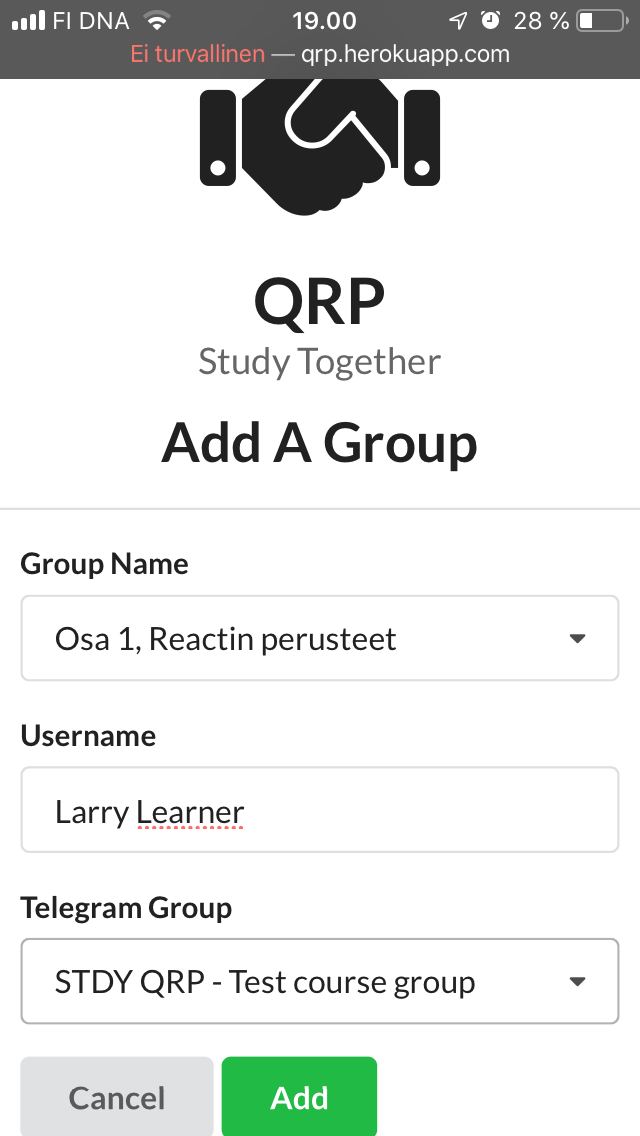 FI DNA 19.00 28 %
Ei turvallinen — qrp.herokuapp.com
QRP
Study Together
Add A Group
Group Name
Osa 1, Reactin perusteet
Username
Larry Learner
Telegram Group
STDY QRP - Test course group
Cancel Add